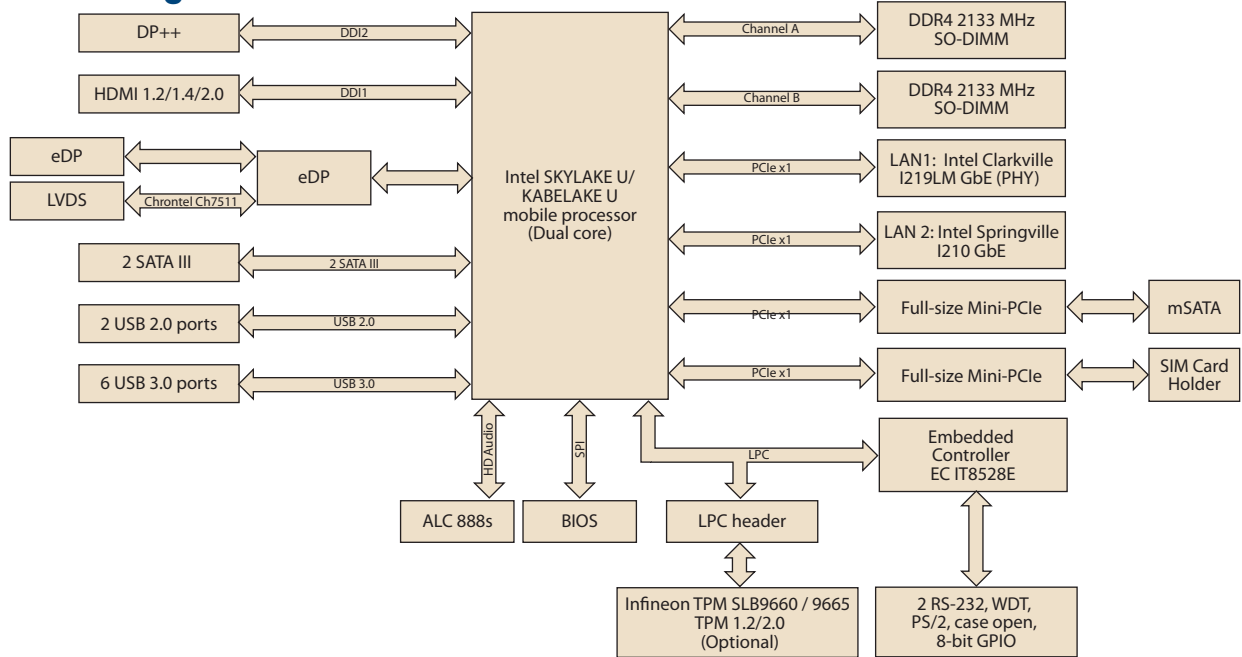 DP++
DDI2
HDMI 1.2/1.4/2.0
DDI1
eDP
LVDS
Chrontel Ch7511
eDP
2 SATA III
2 SATA III
2 USB 2.0 ports
USB 2.0
6 USB 3.0 ports
USB 3.0
Intel SKYLAKE U/
KABELAKE U
mobile processor
(Dual core)
Channel A
DDR4 2133 MHz
SO-DIMM
Channel B
DDR4 2133 MHz
SO-DIMM
PCIe x1
LAN1: Intel Clarkville
I219LM GbE (PHY)
PCIe x1
LAN 2: Intel Springville
I210 GbE
PCIe x1
Full-size Mini-PCIe
mSATA
PCIe x1
Full-size Mini-PCIe
SIM Card
Holder
HD Audio
SPI
LPC
Embedded
Controller
EC IT8528E
ALC 888s
BIOS
LPC header
Infineon TPM SLB9660 / 9665
TPM 1.2/2.0
(Optional)
2 RS-232, WDT,
PS/2, case open,
8-bit GPIO